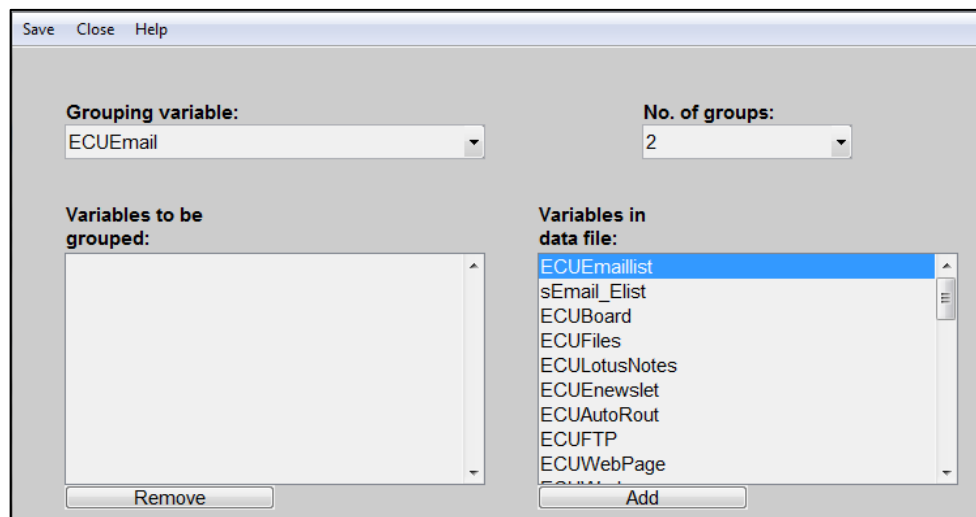 Save Close Help
Grouping variable:
ECUEmail
No. of groups:
2
Variables to be
grouped:
Variables in
data file:
ECUEmaillist
sEmail_Elist
ECUBoard
ECUFiles
ECULotusNotes
ECUEnewslet
ECUAutoRout
ECUFTP
ECUWebPage
Remove
Add